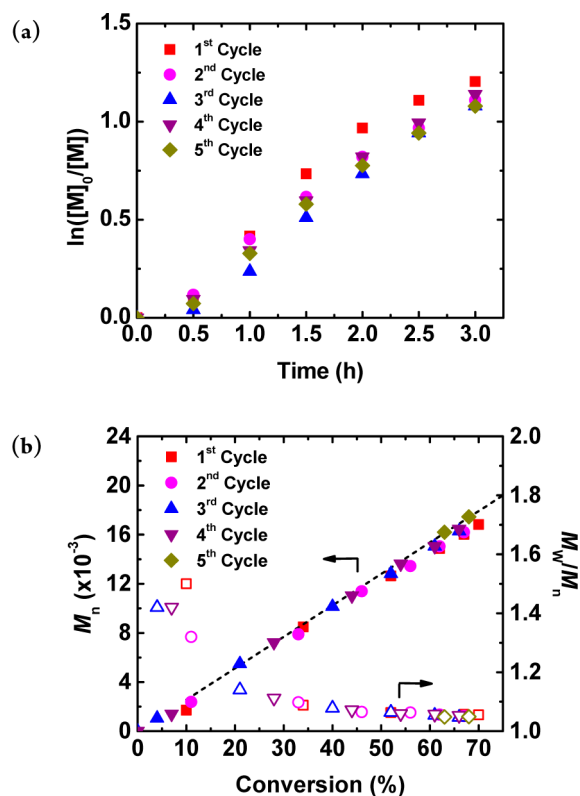 (a)
1st Cycle
2nd Cycle
3rd Cycle
4th Cycle
5th Cycle
ln([M]0/[M])
1.5
1.0
0.5
0.0
0.0 0.5 1.0 1.5 2.0 2.5 3.0
Time (h)
(b)
1st Cycle
2nd Cycle
3rd Cycle
4th Cycle
5th Cycle
Mn (x10-3)
24
20
16
12
8
4
0
2.0
1.8
1.6
1.4
1.2
1.0
Mw/Mn
0 10 20 30 40 50 60 70
Conversion (%)